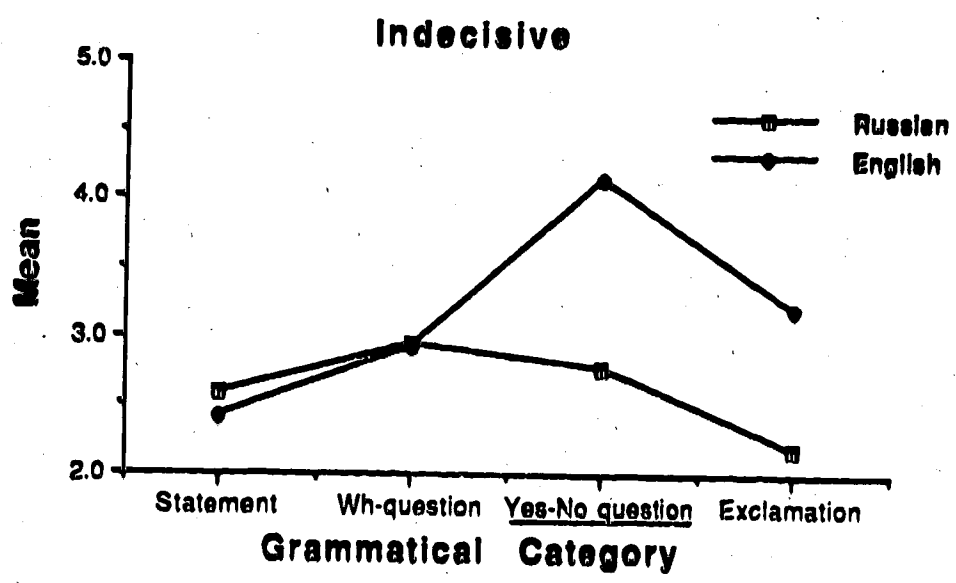 Indecisive
5.0
4.0
3.0
2.0
Mean
Russian
English
Statement Wh-question Yes-No question Exclamation
Grammatical Category